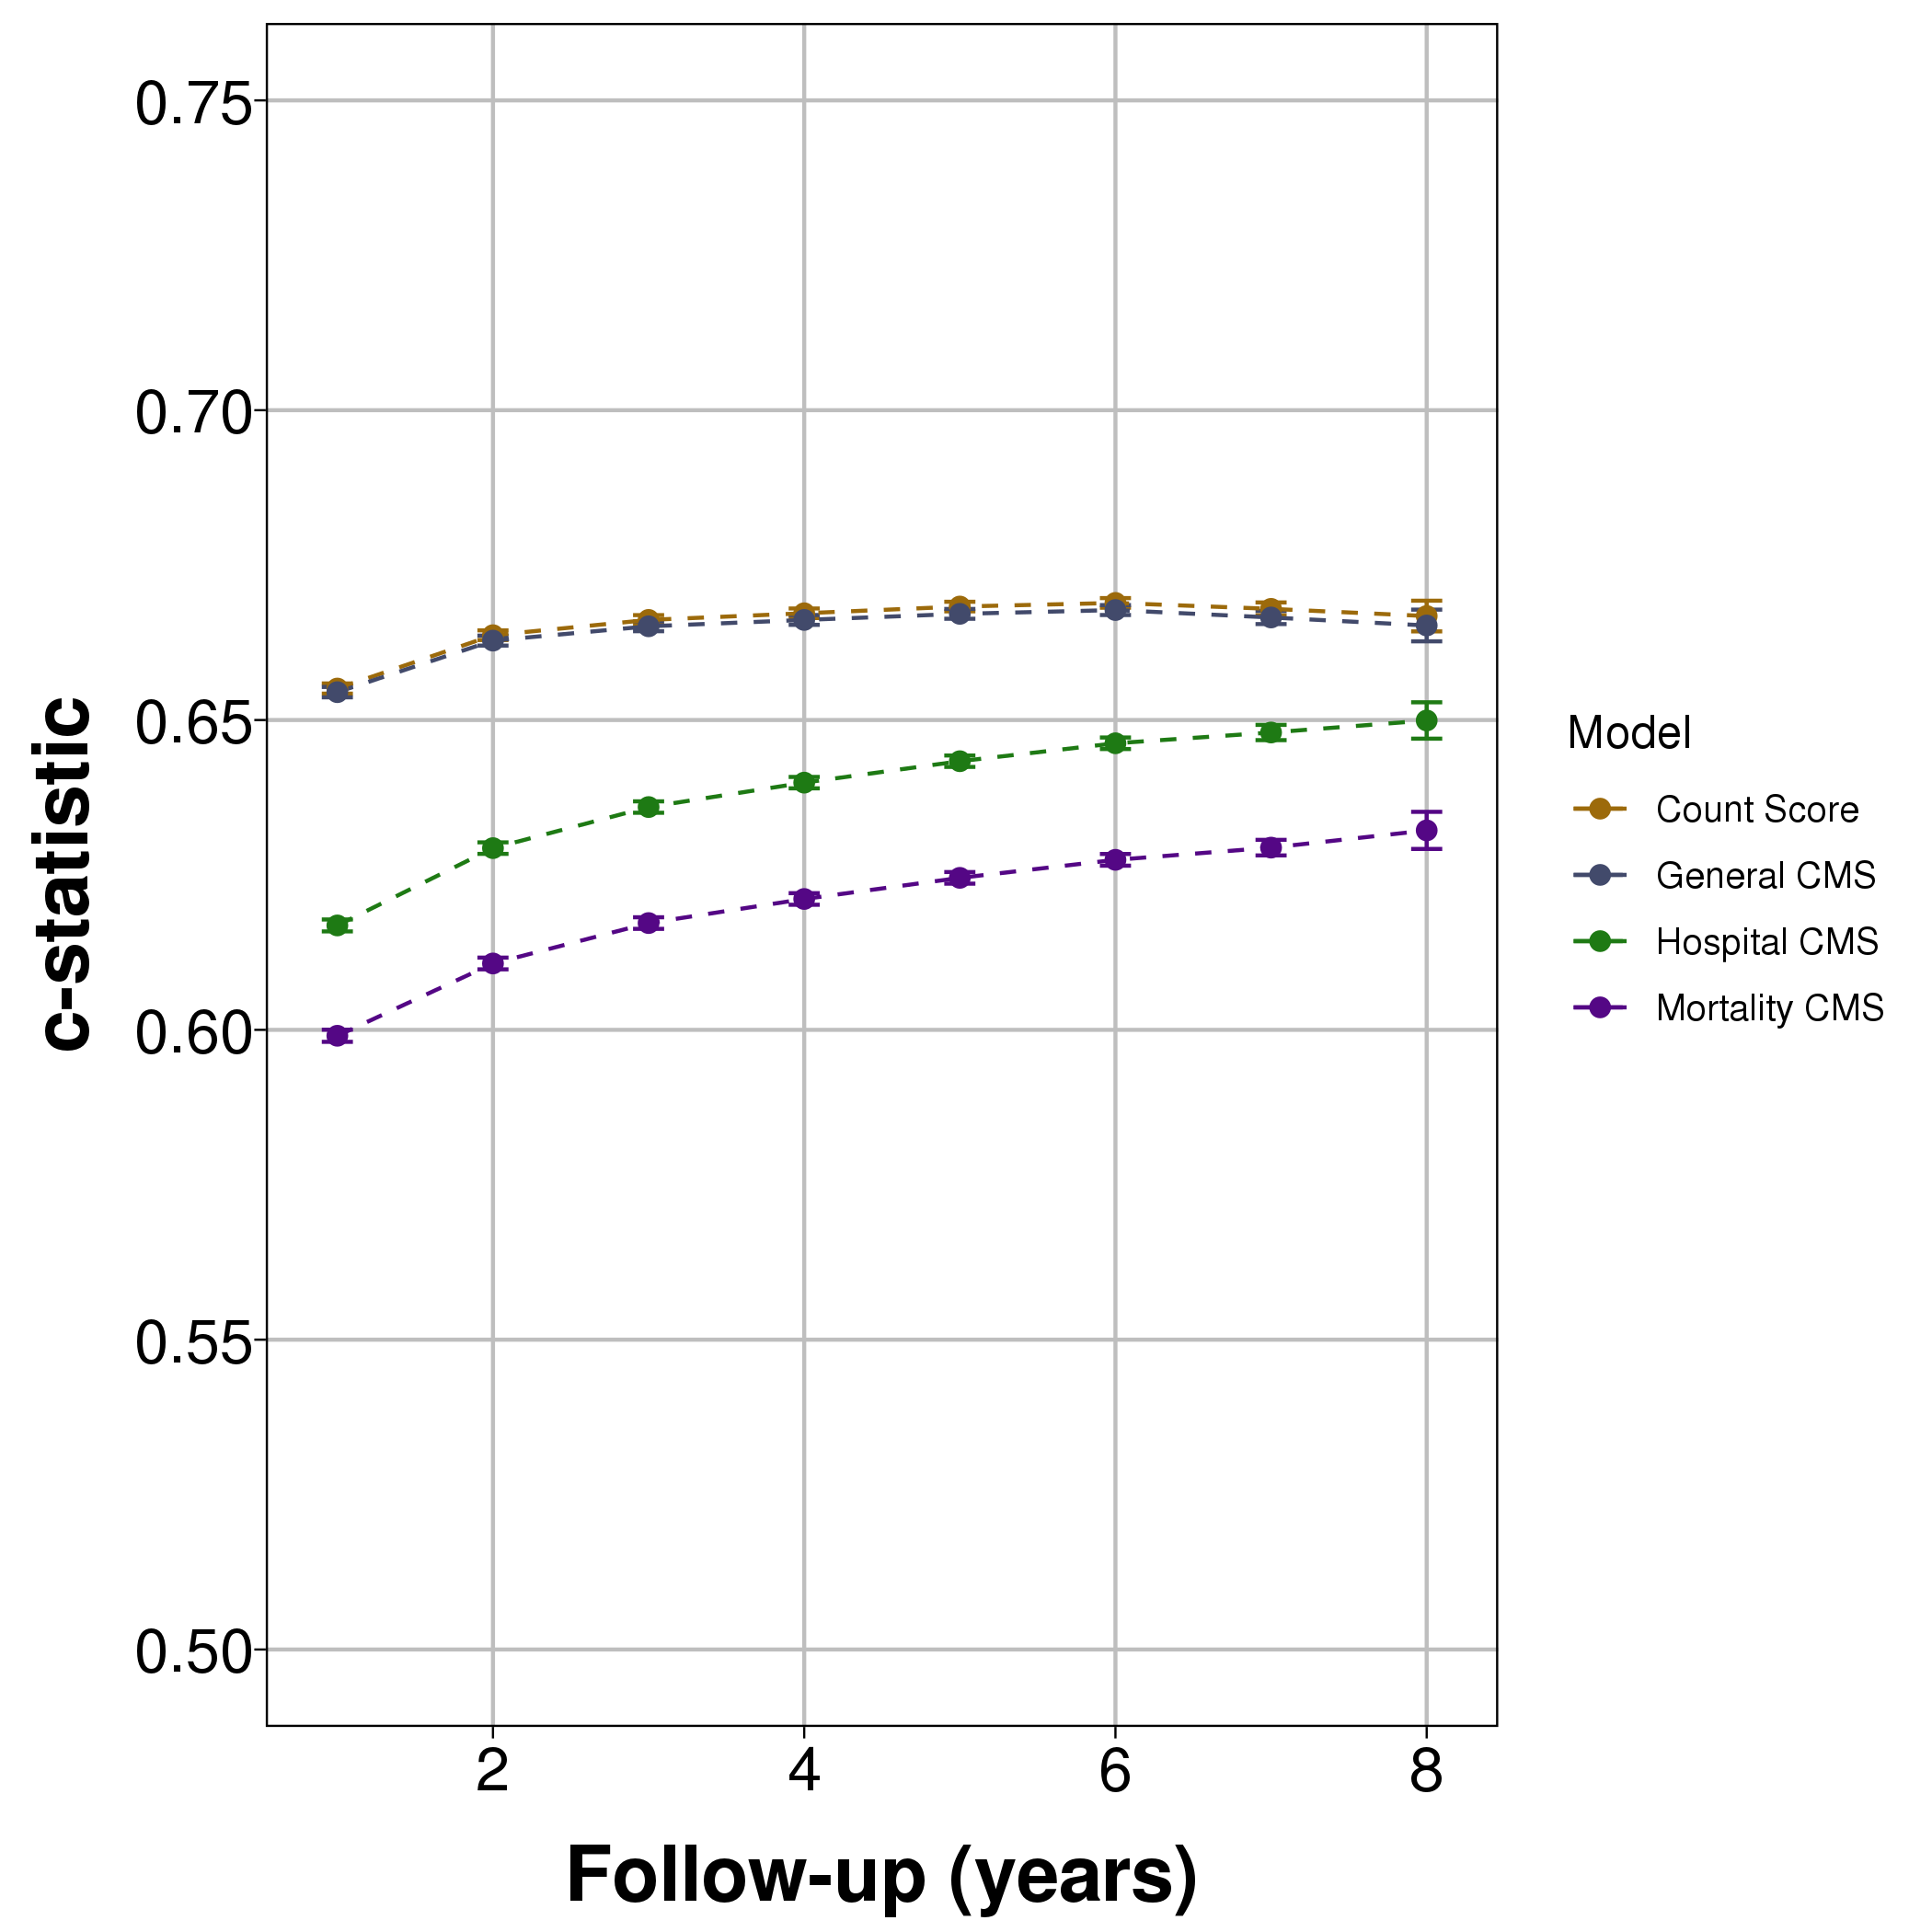 c-statistic
0.75
0.70
0.65
0.60
0.55
0.50
2 4 6 8
Follow-up (years)
Model
Count Score
General CMS
Hospital CMS
Mortality CMS